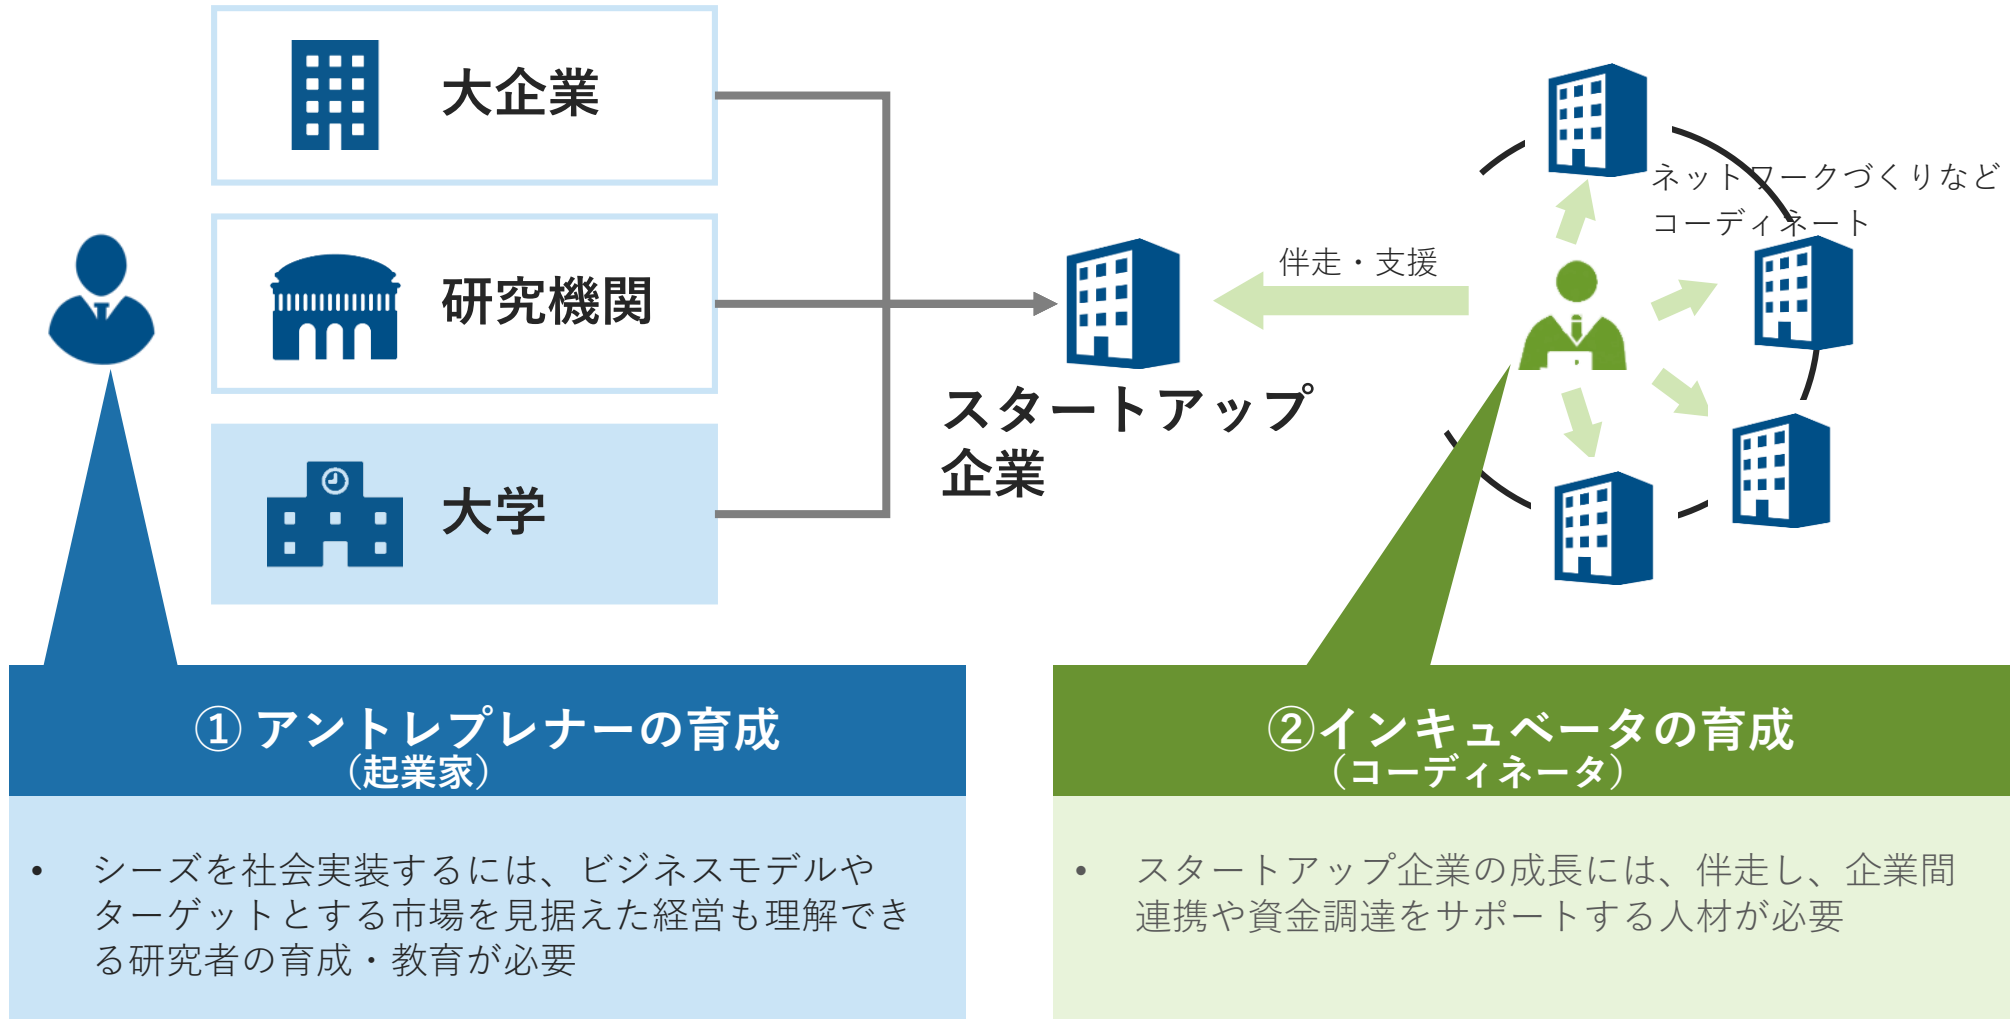 大企業
研究機関
大学
スタートアップ
企業
伴走・支援
ネットワークづくりなど
コーディネート
① アントレプレナーの育成
（起業家）
• シーズを社会実装するには、ビジネスモデルや
ターゲットとする市場を見据えた経営も理解でき
る研究者の育成・教育が必要
②インキュベータの育成
（コーディネータ）
• スタートアップ企業の成長には、伴走し、企業間
連携や資金調達をサポートする人材が必要